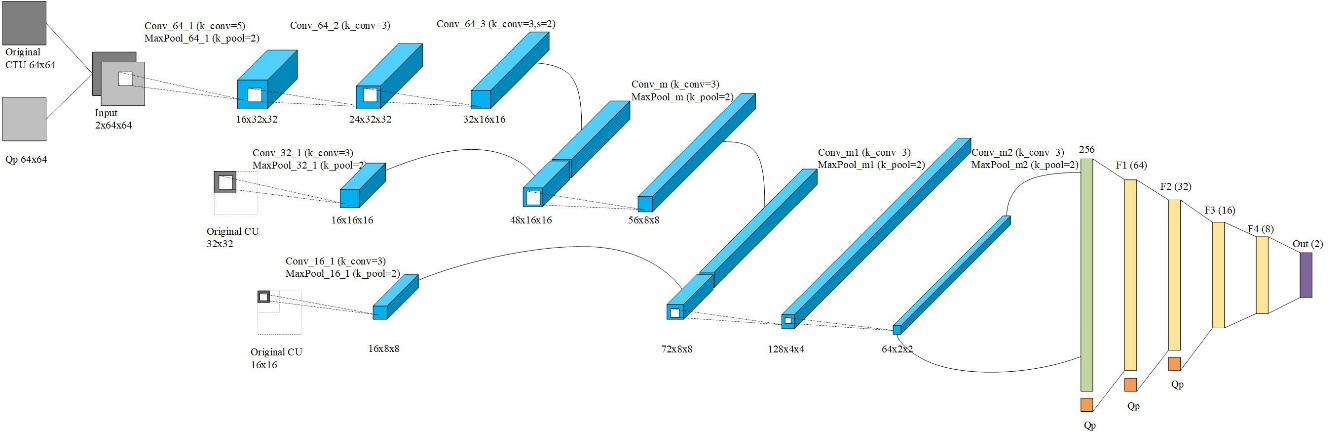 Original
CTU 64x64
Qp 64x64
Input
2x64x64
Conv_64_1 (k_conv=5)
MaxPool_64_1 (k_pool=2)
Conv_64_2 (k_conv=3)
Conv_64_3 (k_conv=3,s=2)
16x32x32
24x32x32
32x16x16
Conv_m (k_conv=3)
MaxPool_m (k_pool=2)
Conv_32_1 (k_conv=3)
MaxPool_32_1 (k_pool=2)
Original CU
32x32
16x16x16
48x16x16
56x8x8
Conv_m1 (k_conv=3)
MaxPool_m1 (k_pool=2)
Conv_m2 (k_conv=3)
MaxPool_m2 (k_pool=2)
Conv_16_1 (k_conv=3)
MaxPool_16_1 (k_pool=2)
Original CU
16x16
16x8x8
72x8x8
128x4x4
64x2x2
256
F1 (64)
F2 (32)
F3 (16)
F4 (8)
Out (2)
Qp
Qp
Qp